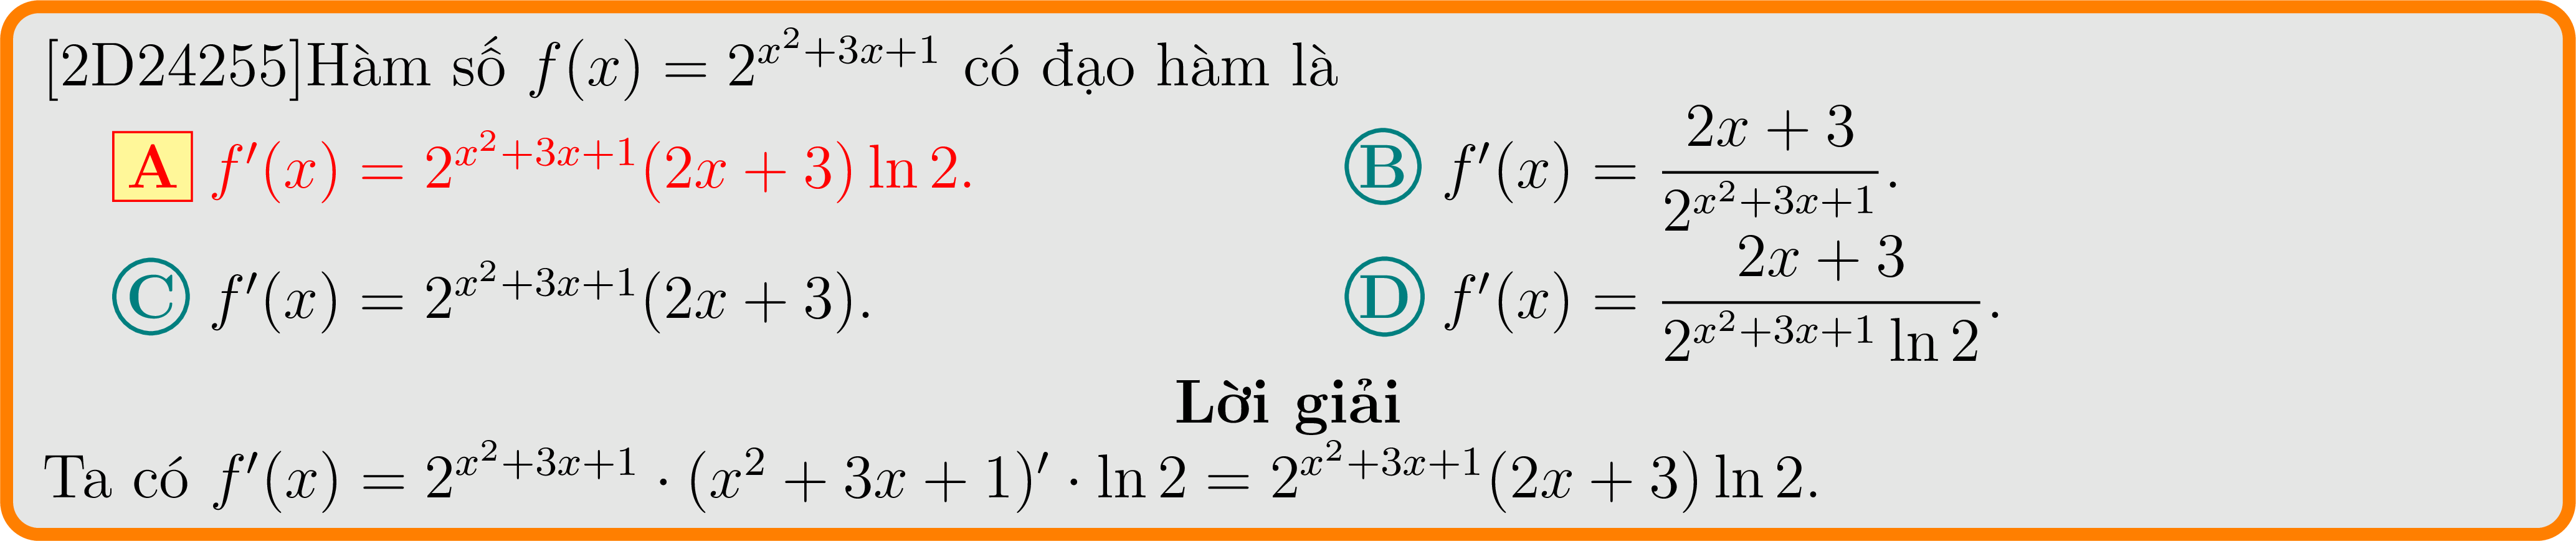 [2D24255]Hàm số f(x) = 2^{x^2+3x+1} có đạo hàm là
A f′(x) = 2^{x^2+3x+1}(2x + 3) ln 2. B f′(x) = \frac{2x + 3}{2^{x^2+3x+1}}.
C f′(x) = 2^{x^2+3x+1}(2x + 3). D f′(x) = \frac{2x + 3}{2^{x^2+3x+1} ln 2}.
Lời giải
Ta có f′(x) = 2^{x^2+3x+1} · (x^2 + 3x + 1)′ · ln 2 = 2^{x^2+3x+1}(2x + 3) ln 2.